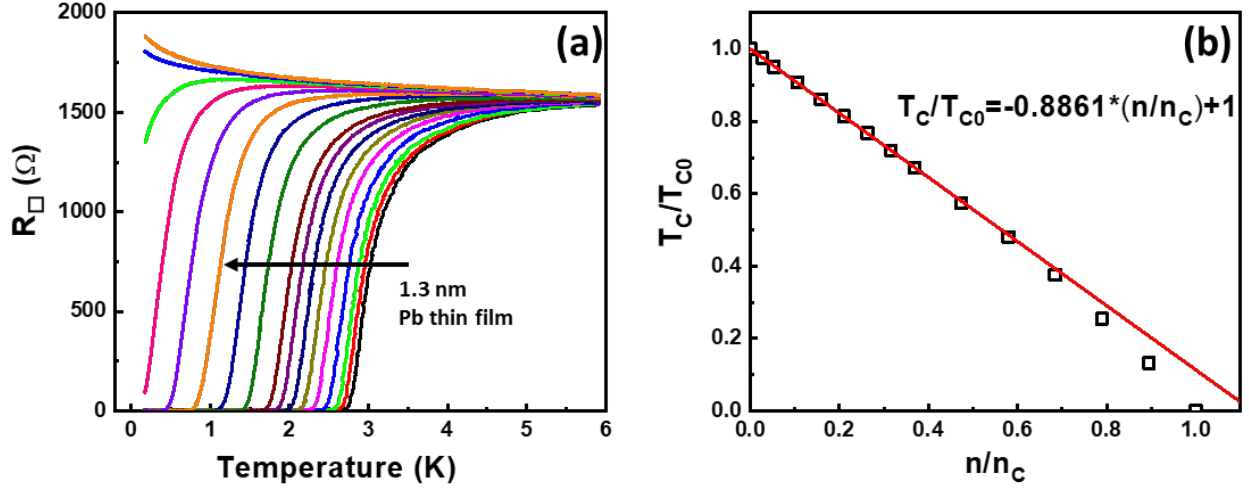 (a)
R□ (Ω)
2000
1500
1000
500
0
1.3 nm
Pb thin film
0 1 2 3 4 5 6
Temperature (K)
(b)
TC/TC0
1.0
0.8
0.6
0.4
0.2
0.0
TC/TC0=-0.8861*(n/nC)+1
0.0 0.2 0.4 0.6 0.8 1.0
n/nC